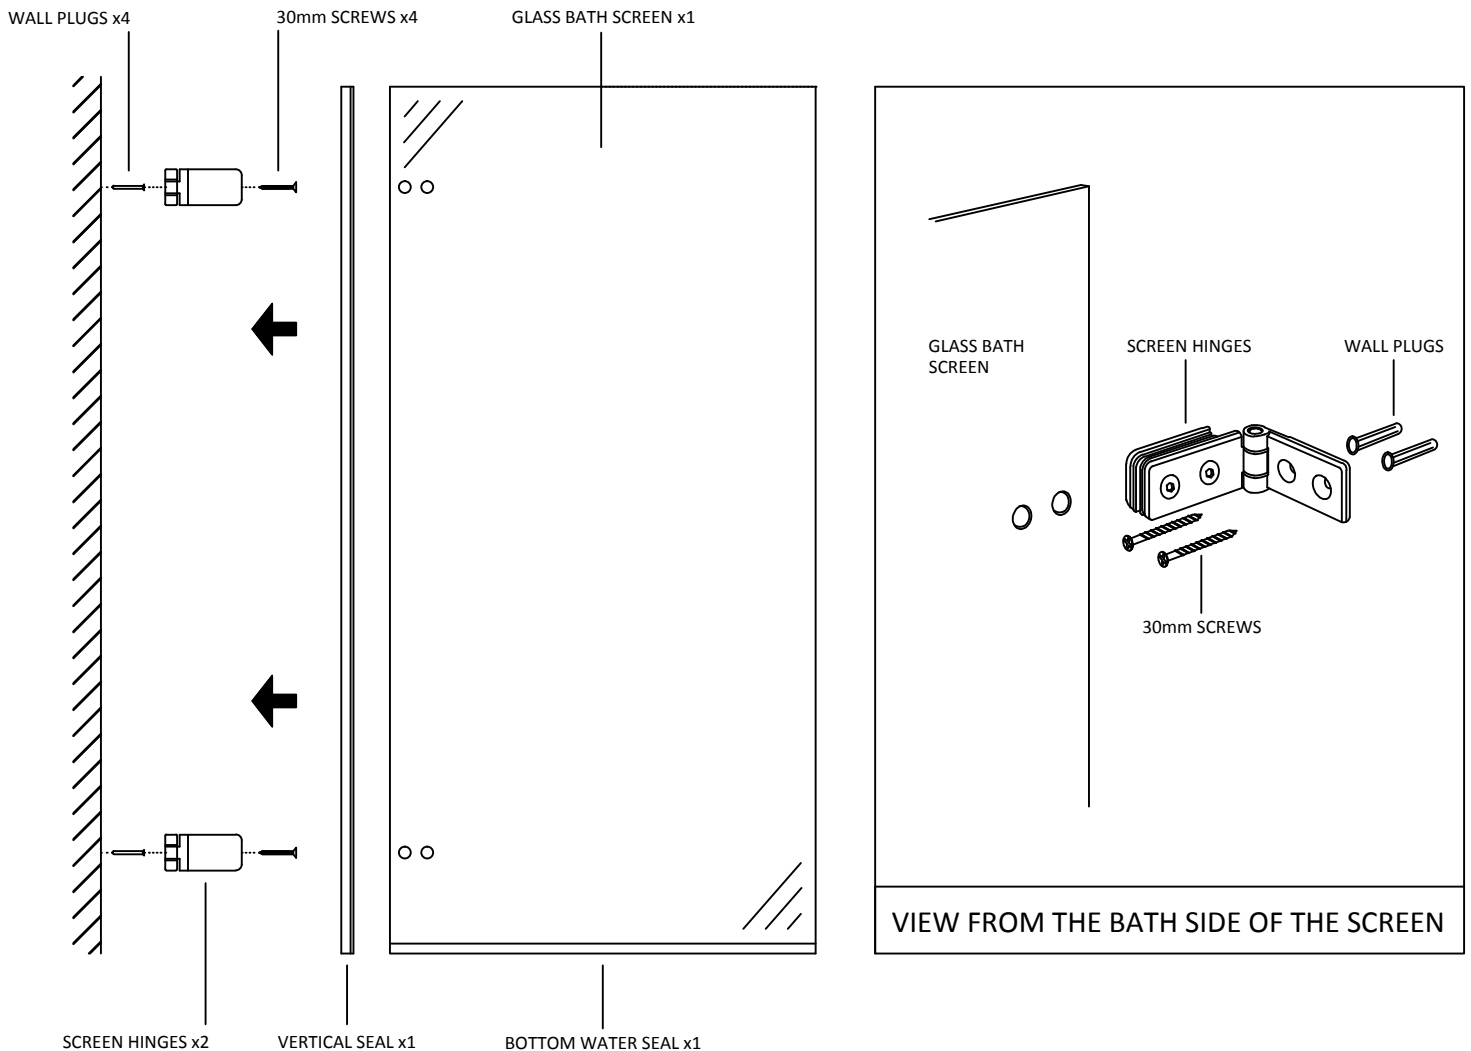 WALL PLUGS x4
30mm SCREWS x4
GLASS BATH SCREEN x1
GLASS BATH
SCREEN
SCREEN HINGES
WALL PLUGS
30mm SCREWS
VIEW FROM THE BATH SIDE OF THE SCREEN
SCREEN HINGES x2
VERTICAL SEAL x1
BOTTOM WATER SEAL x1